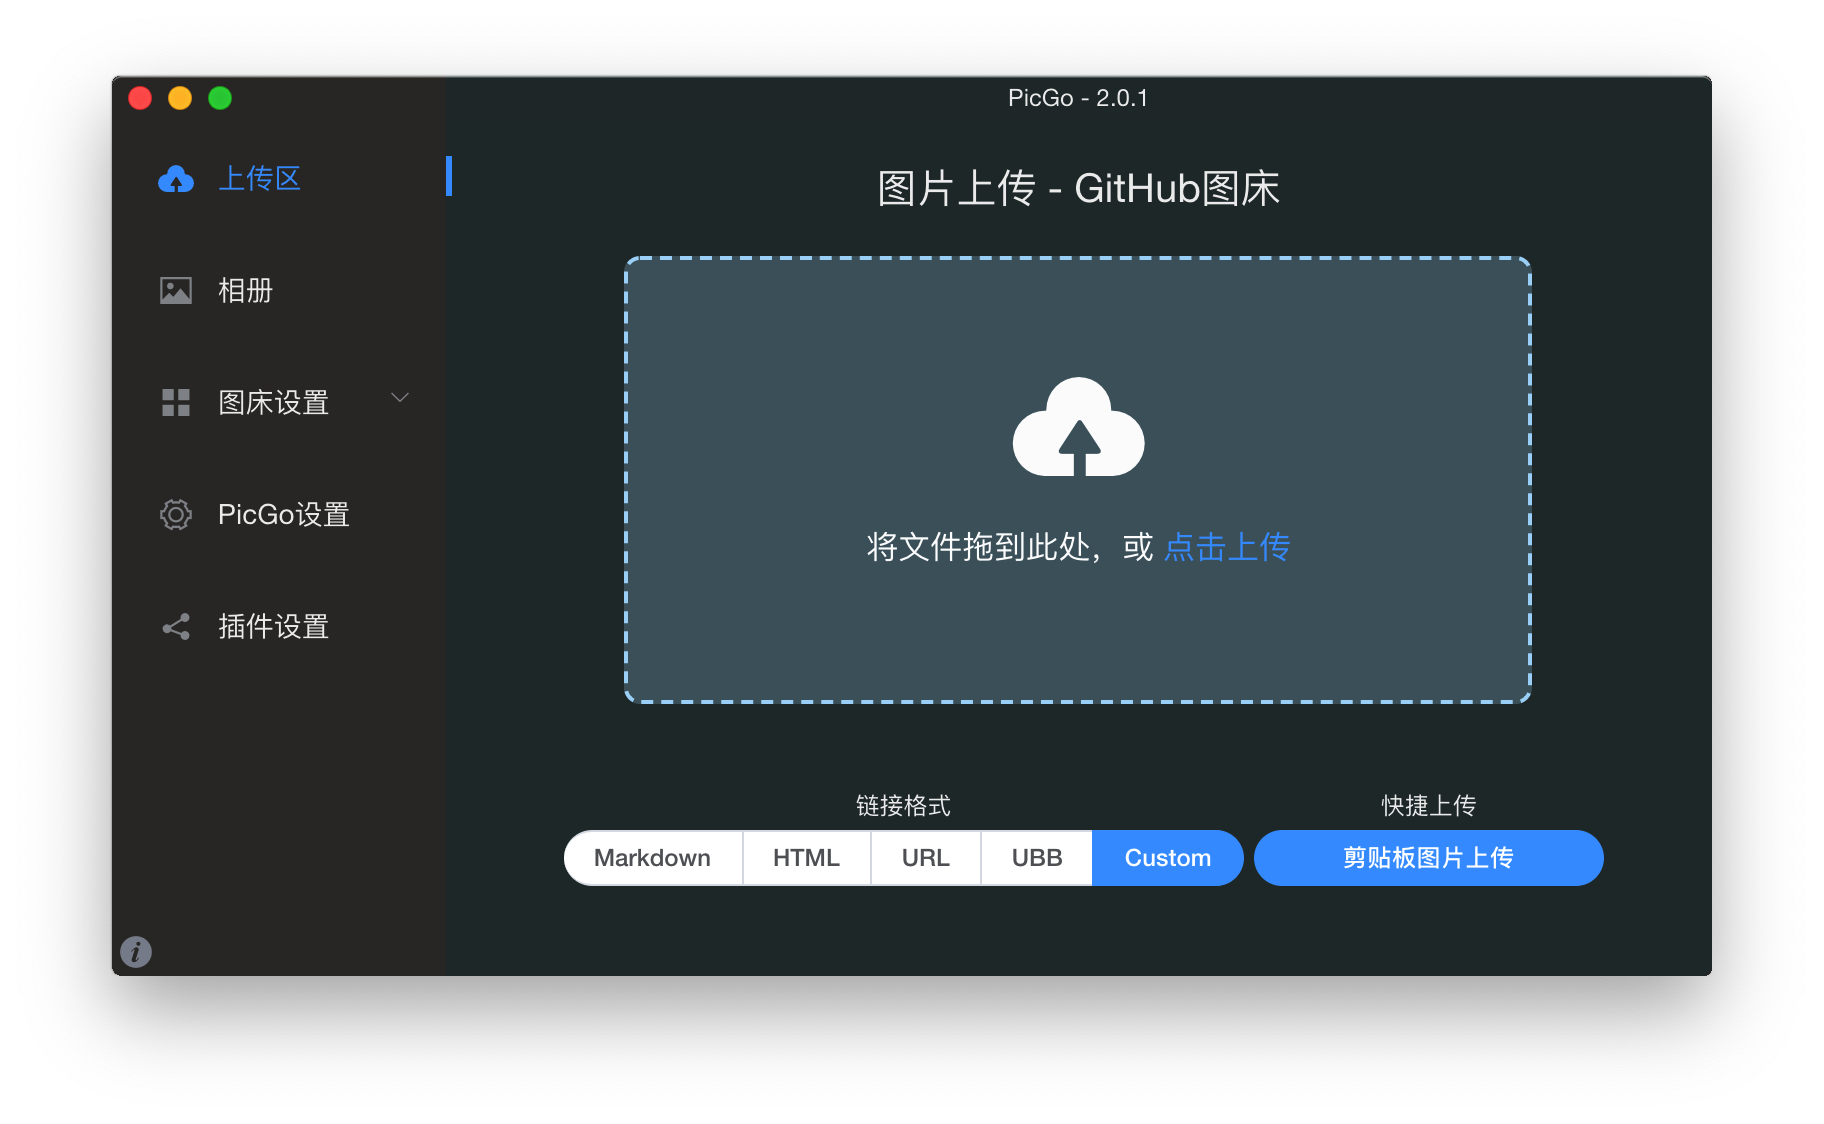 PicGo - 2.0.1
上传区
相册
图床设置
PicGo设置
插件设置
图片上传 - GitHub图床
将文件拖到此处，或 点击上传
链接格式
Markdown HTML URL UBB Custom
快捷上传
剪贴板图片上传
i